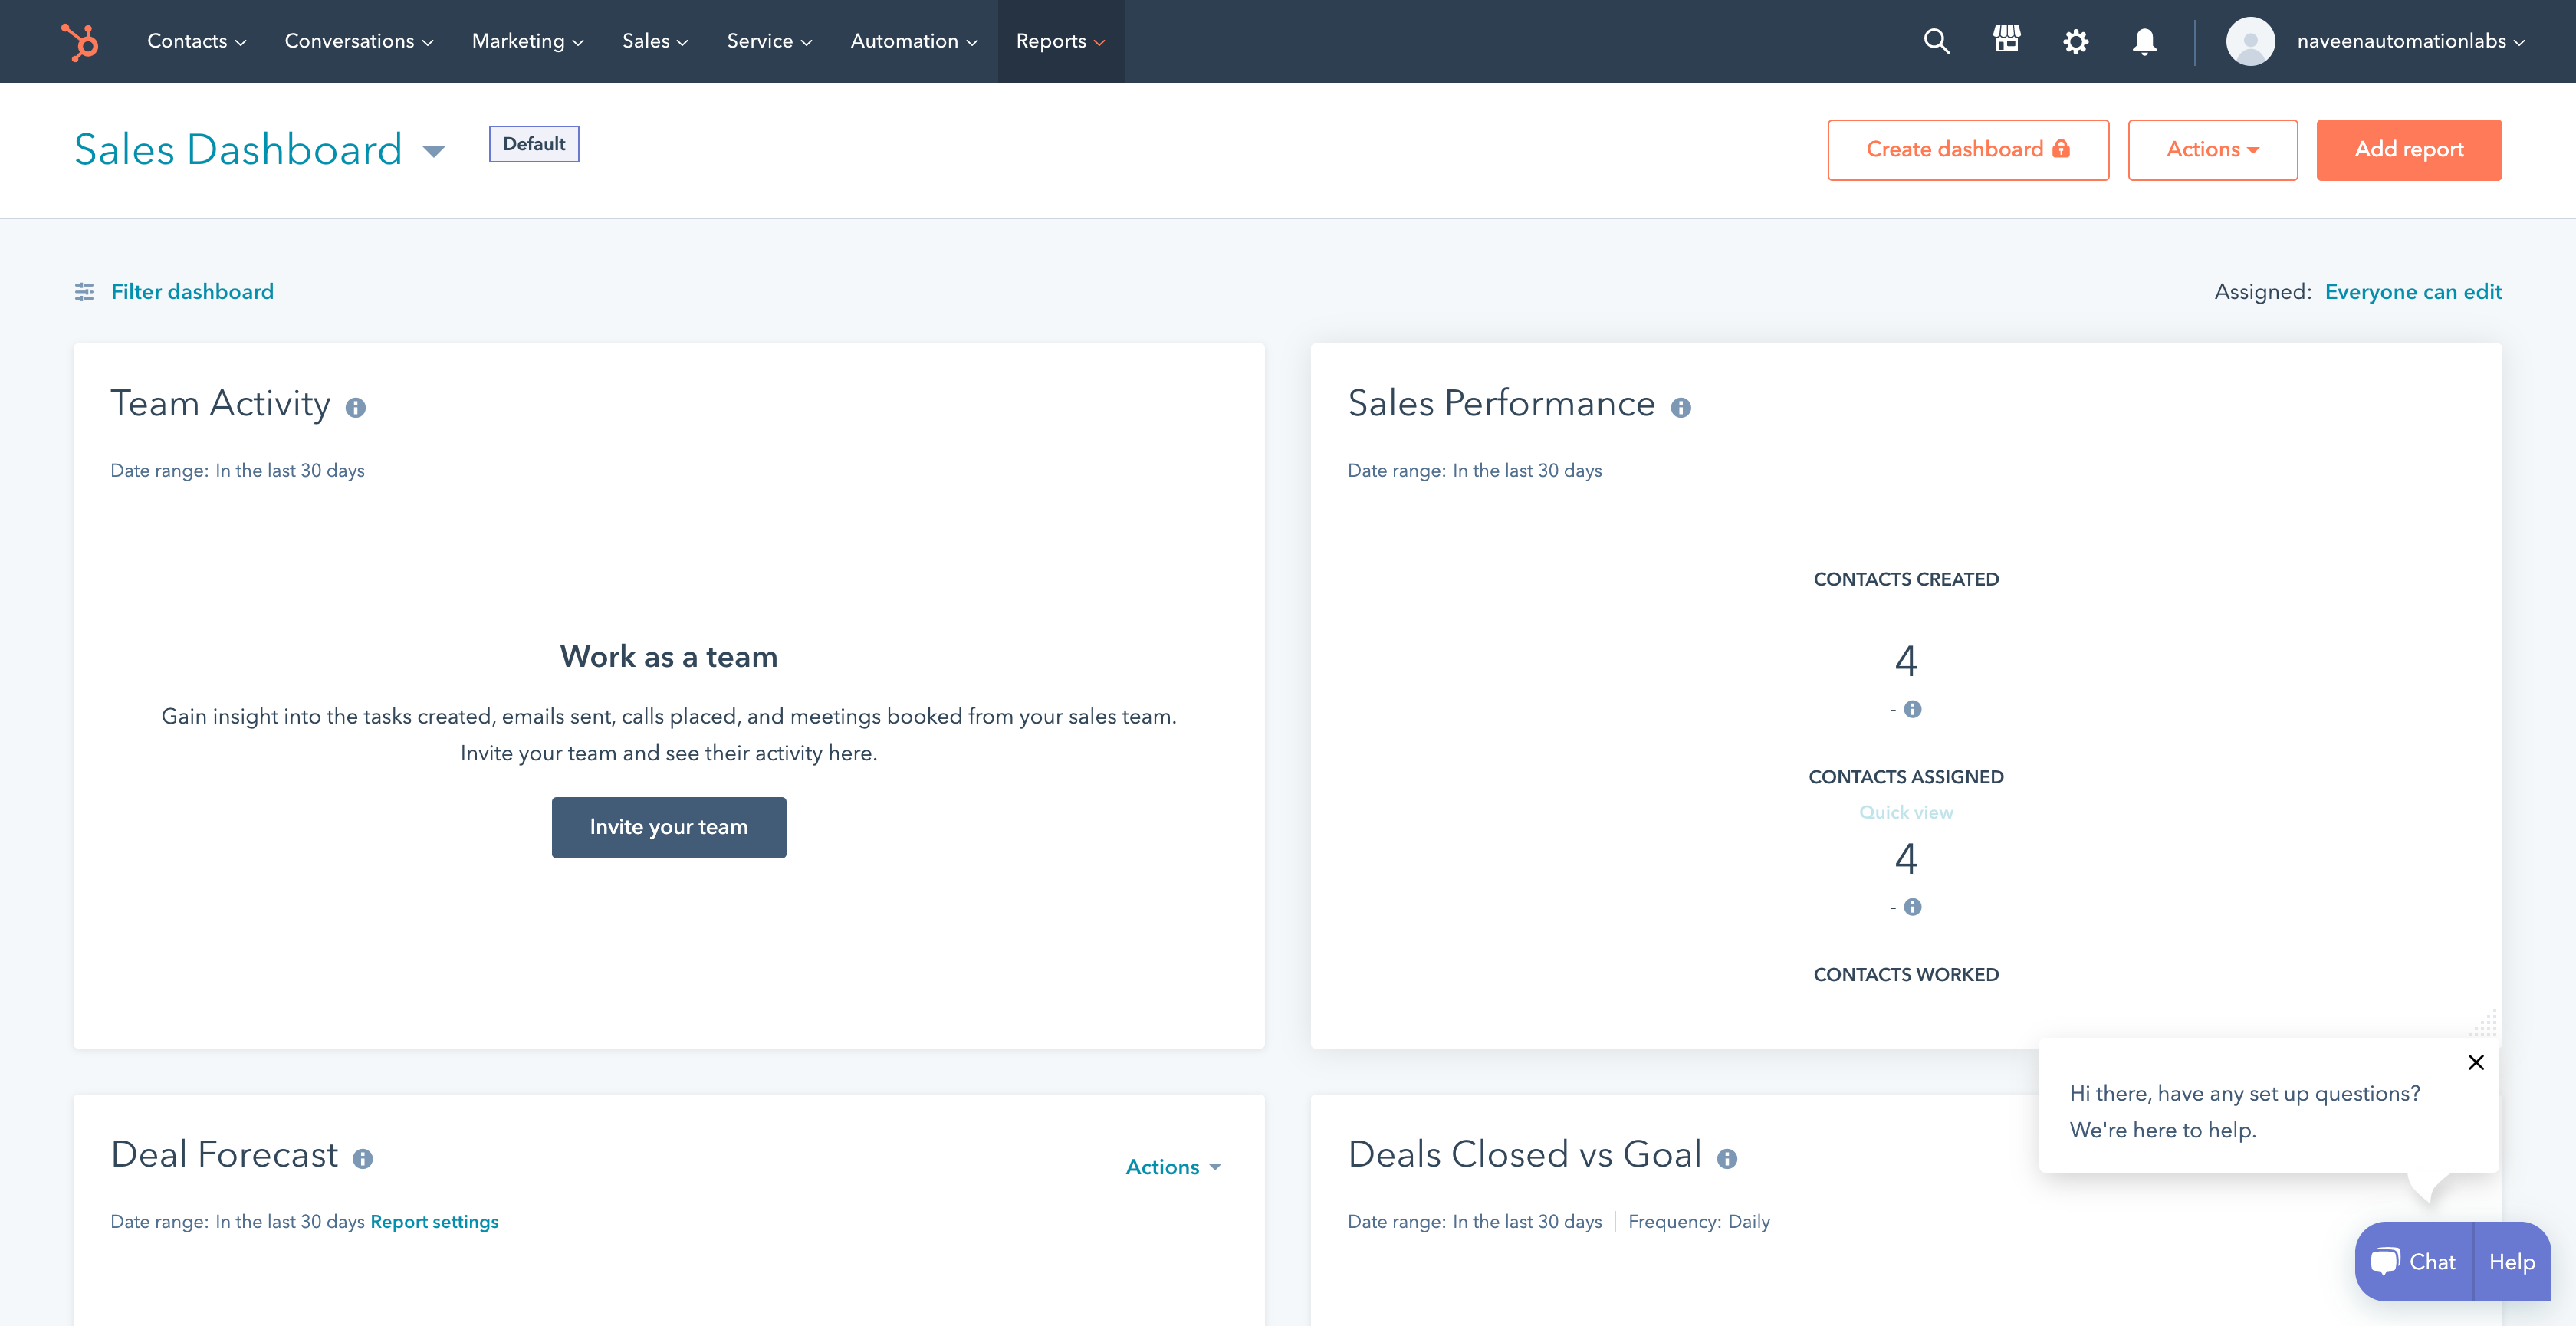 Contacts Conversations Marketing Sales Service Automation Reports naveenautomationlabs
Sales Dashboard Default Create dashboard Actions Add report
Filter dashboard Assigned: Everyone can edit
Team Activity
Date range: In the last 30 days
Work as a team
Gain insight into the tasks created, emails sent, calls placed, and meetings booked from your sales team.
Invite your team and see their activity here.
Invite your team
Sales Performance
Date range: In the last 30 days
CONTACTS CREATED
4
-
CONTACTS ASSIGNED
Quick view
4
-
CONTACTS WORKED
Deal Forecast Actions
Date range: In the last 30 days Report settings
Deals Closed vs Goal
Date range: In the last 30 days Frequency: Daily
Hi there, have any set up questions?
We're here to help.
Chat Help